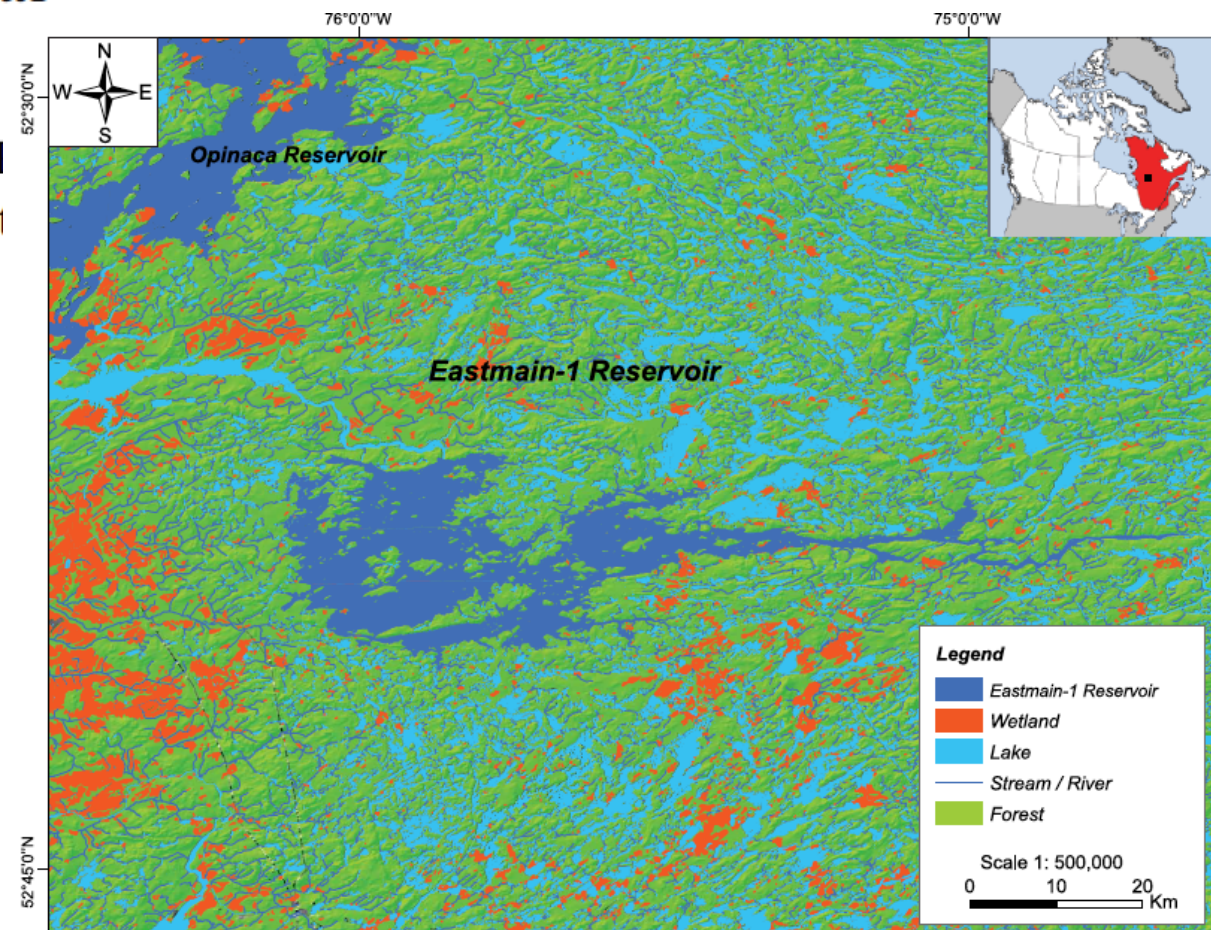 76°0'0"W
75°0'0"W
N
W
E
S
52°30'0"N
Opinaca Reservoir
Eastmain-1 Reservoir
52°45'0"N
Legend
Eastmain-1 Reservoir
Wetland
Lake
Stream / River
Forest
Scale 1: 500,000
0 10 20
Km